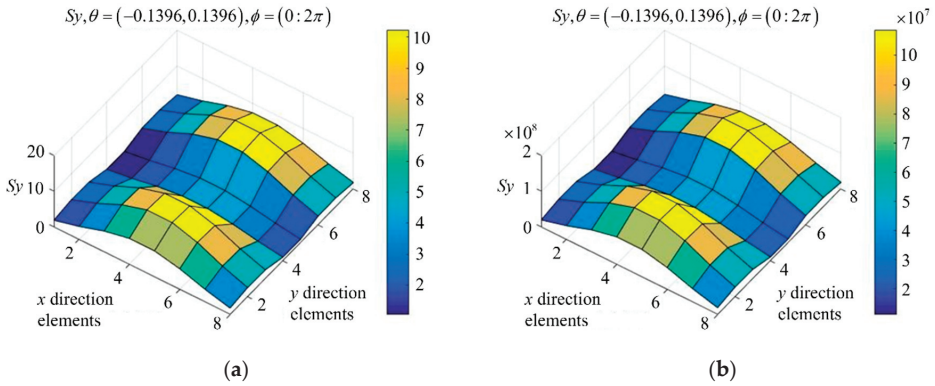 Sy, θ = (−0.1396, 0.1396), ϕ = (0 : 2π)
20
Sy 10
0
2
4
6
8
x direction
elements
2
4
6
8
y direction
elements
10
9
8
7
6
5
4
3
2
(a)
Sy, θ = (−0.1396, 0.1396), ϕ = (0 : 2π)
×10⁸
2
Sy 1
0
2
4
6
8
x direction
elements
2
4
6
8
y direction
elements
×10⁷
10
9
8
7
6
5
4
3
2
(b)